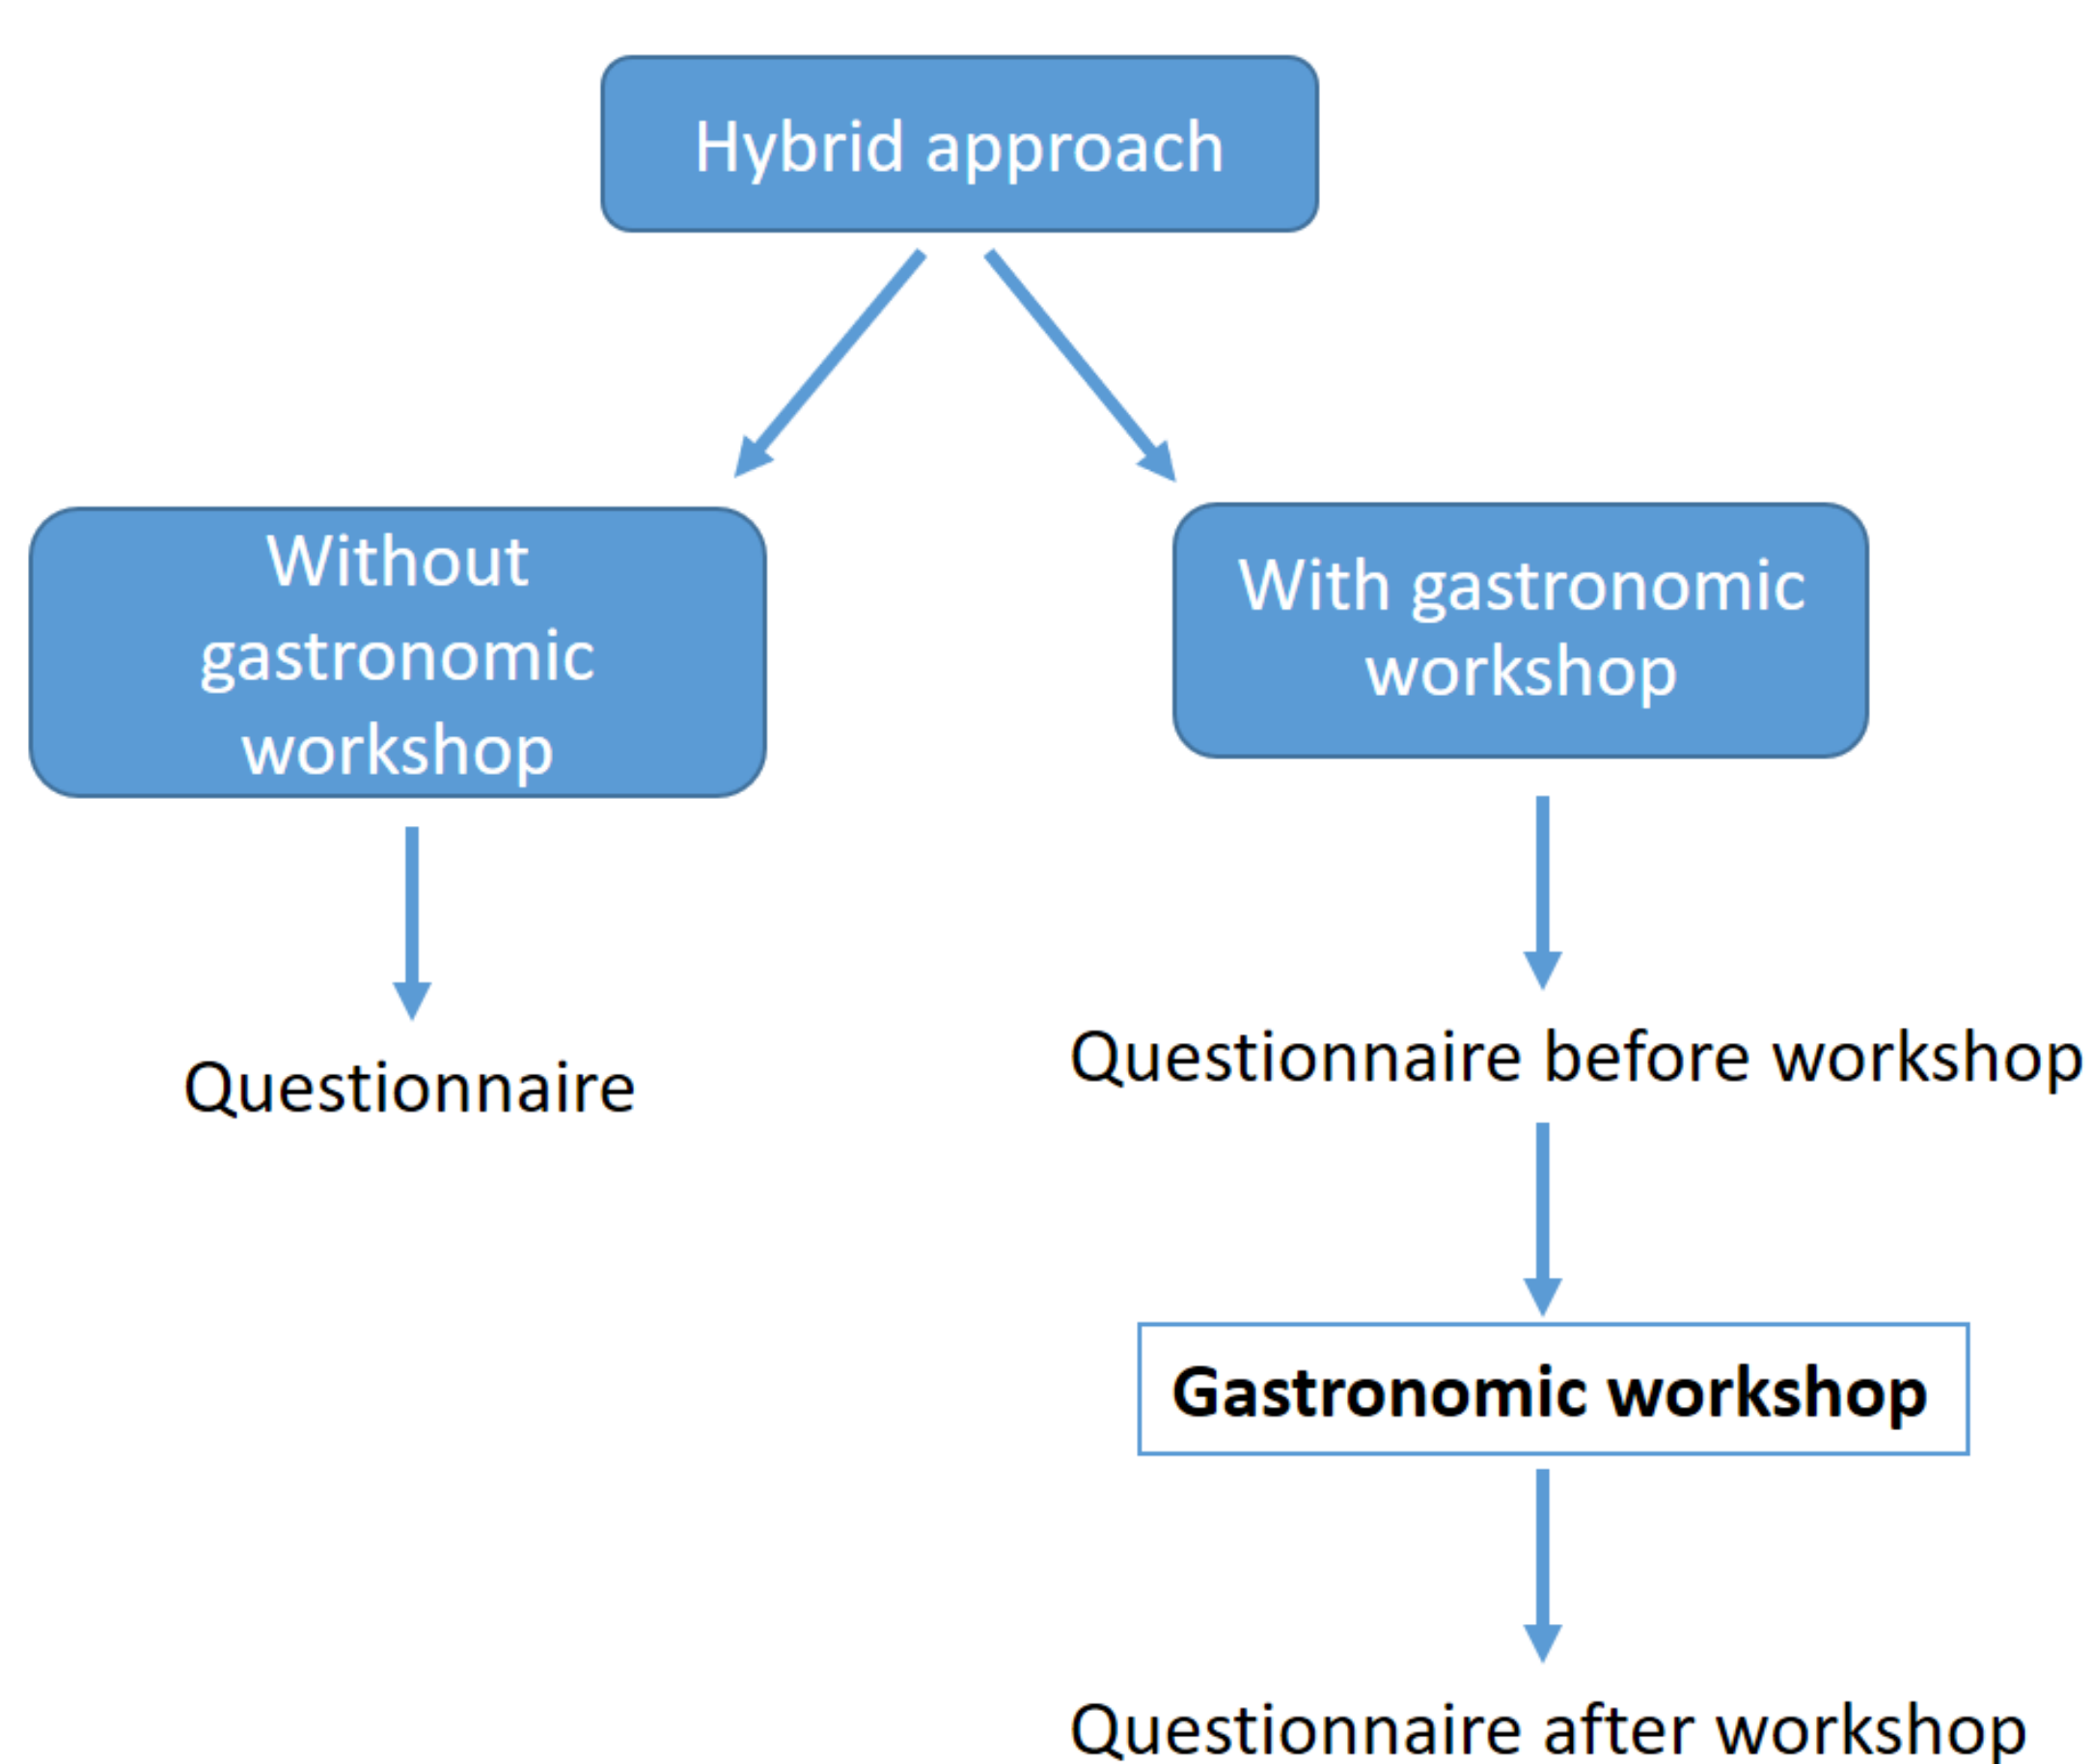 Hybrid approach
Without
gastronomic
workshop
With gastronomic
workshop
Questionnaire
Questionnaire before workshop
Gastronomic workshop
Questionnaire after workshop